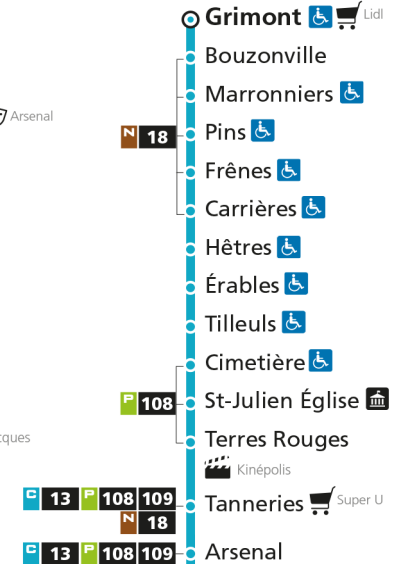 Grimont Lidl
Bouzonville
Marronniers
Arsenal
N 18 Pins
Frênes
Carrières
Hêtres
Érables
Tilleuls
Cimetière
P 108 St-Julien Église
cques Terres Rouges
Kinépolis
C 13 P 108 109 Tanneries Super U
N 18
C 13 P 108 109 Arsenal